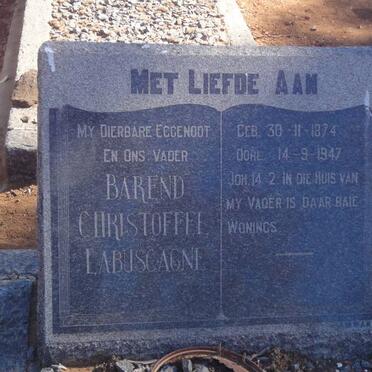 MET LIEFDE AAN
MY DIERBARE EGGENOOT
EN ONS VADER
BAREND
CHRISTOFFEL
LABUSCAGNE
GEB. 30-11-1874
OORL. 14-9-1947
JOH. 14-2. IN DIE HUIS VAN
MY VADER IS DAAR BAIE
WONINGS.